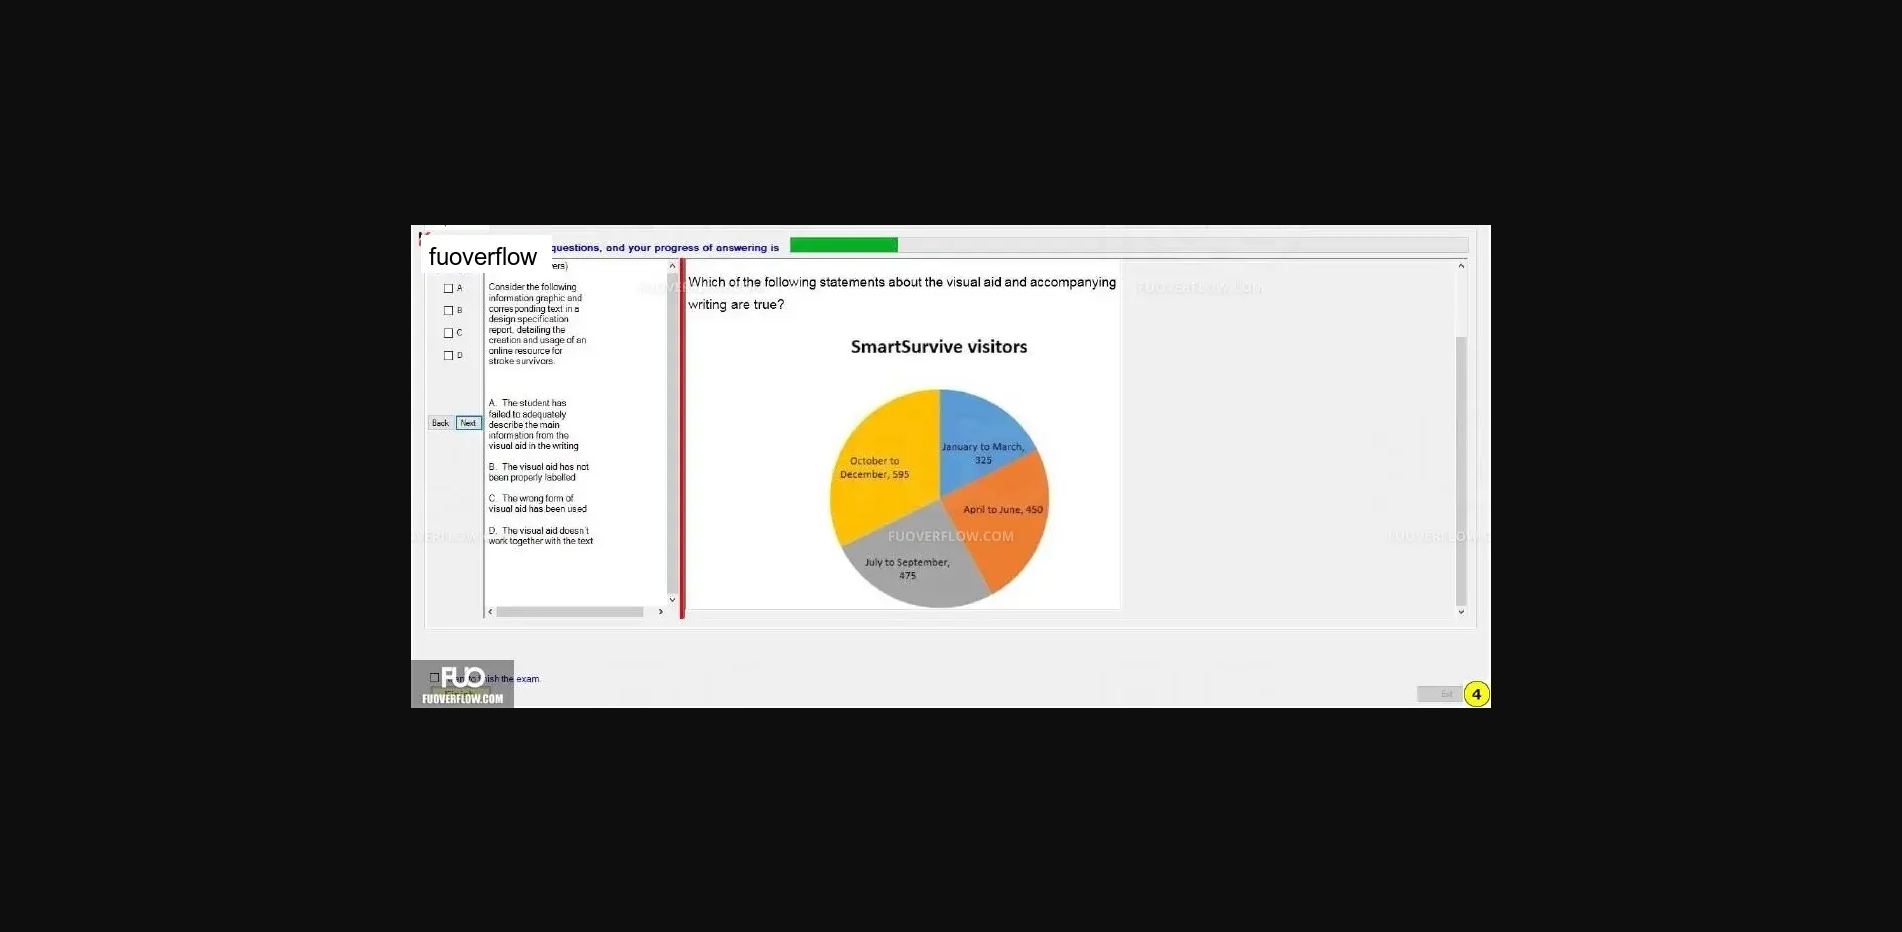 fuoverflow
questions, and your progress of answering is
vers)
A
B
C
D
Back
Next
Consider the following
information graphic and
corresponding text in a
design specification
report, detailing the
creation and usage of an
online resource for
stroke survivors.
A. The student has
failed to adequately
describe the main
information from the
visual aid in the writing
B. The visual aid has not
been properly labelled
C. The wrong form of
visual aid has been used
D. The visual aid doesn't
work together with the text
Which of the following statements about the visual aid and accompanying
writing are true?
SmartSurvive visitors
January to March,
325
October to
December, 595
April to June, 450
July to September,
475
FUOVERFLOW.COM
FUOVERFLOW.COM
FUO
FUOVERFLOW.COM
finish the exam.
Exit
4